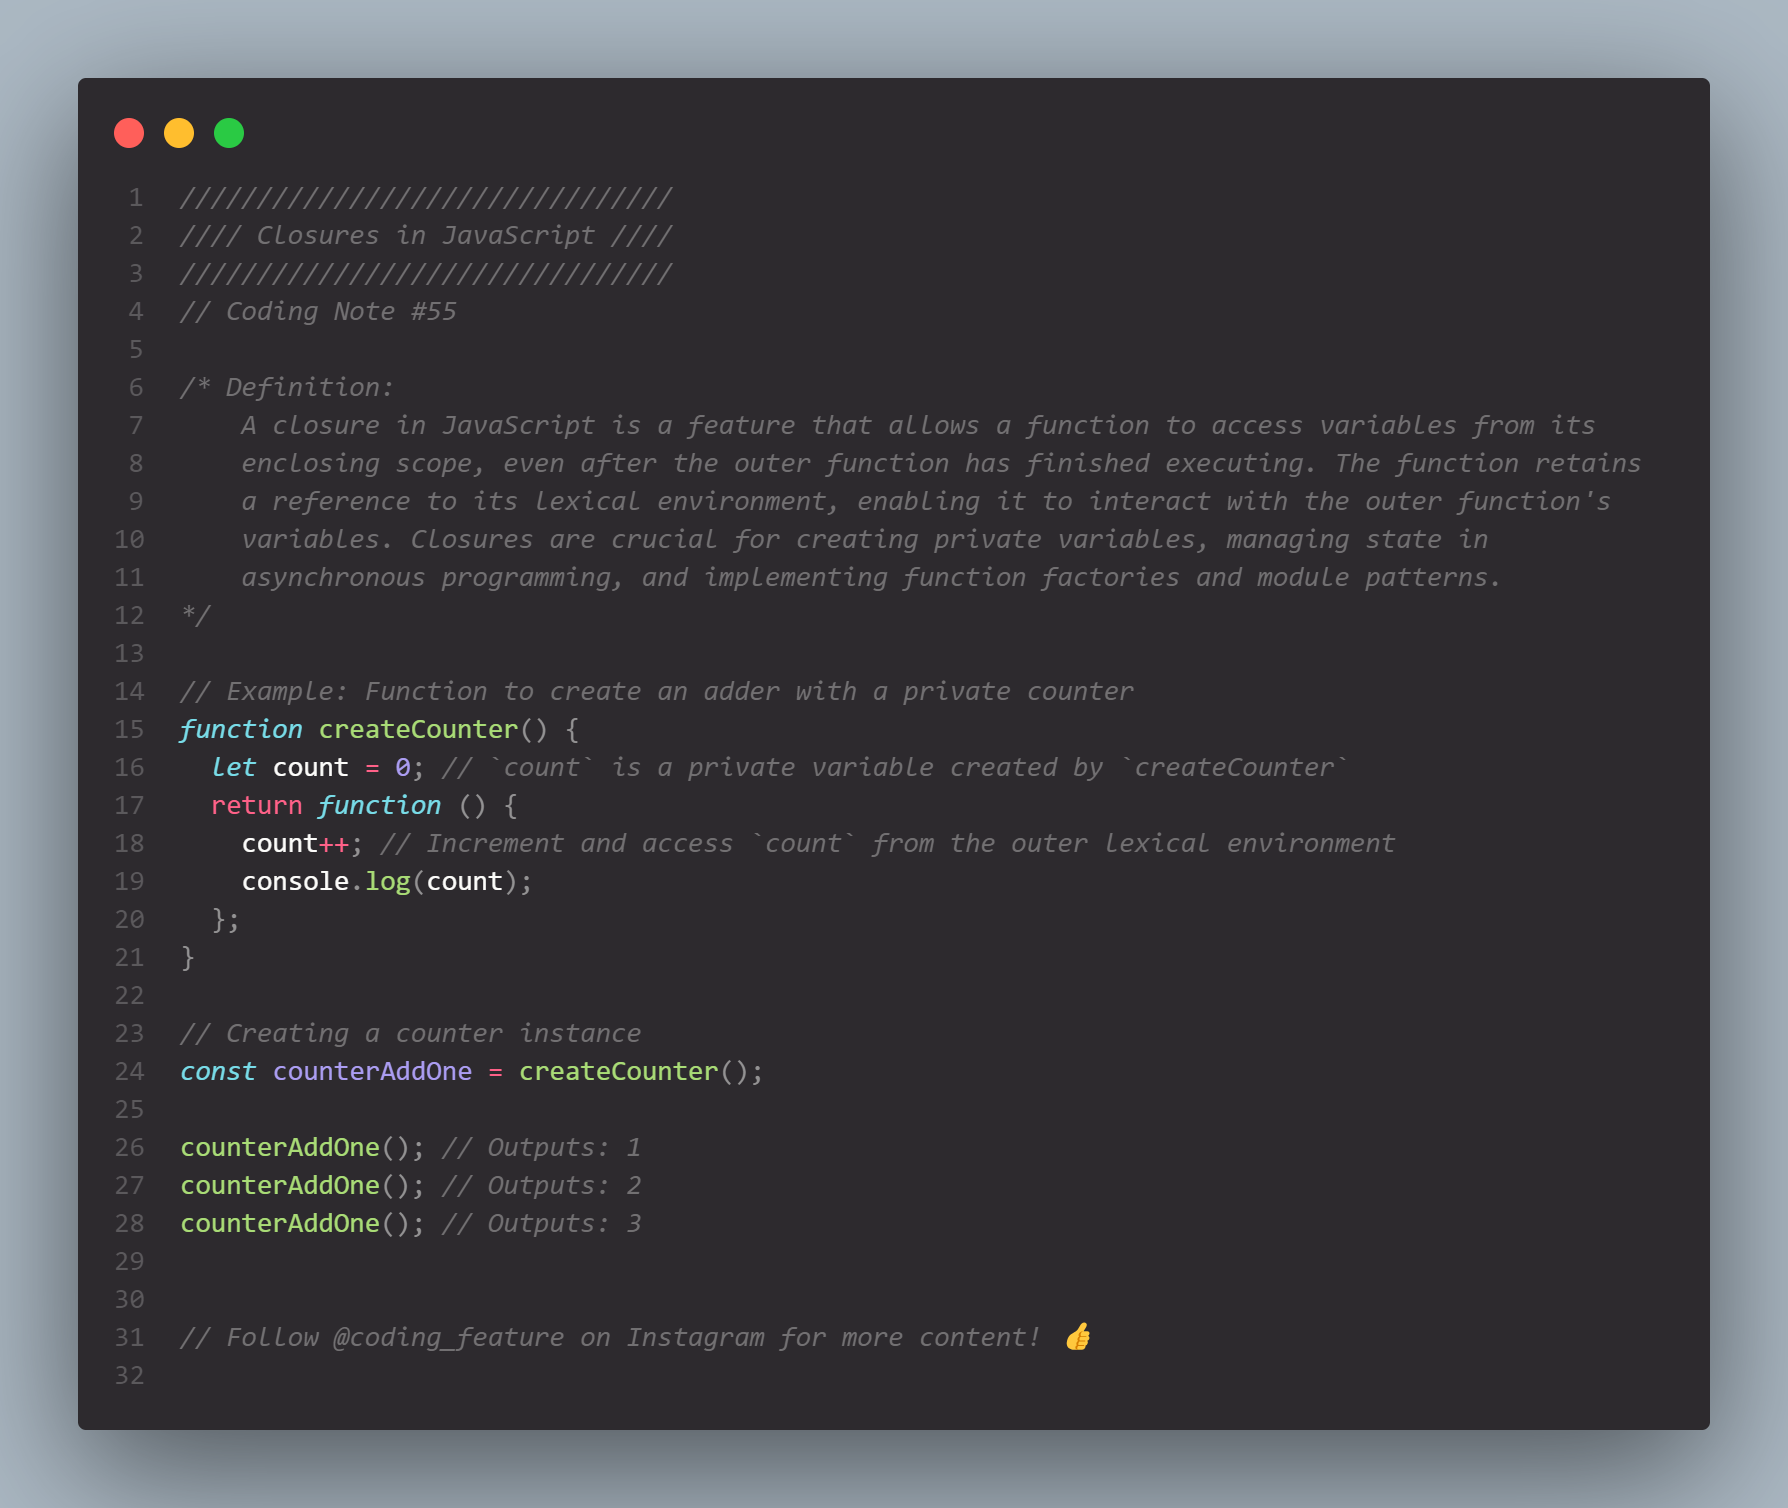 1 ////////////////////////////////
2 //// Closures in JavaScript ////
3 ////////////////////////////////
4 // Coding Note #55
5
6 /* Definition:
7     A closure in JavaScript is a feature that allows a function to access variables from its
8     enclosing scope, even after the outer function has finished executing. The function retains
9     a reference to its lexical environment, enabling it to interact with the outer function's
10     variables. Closures are crucial for creating private variables, managing state in
11     asynchronous programming, and implementing function factories and module patterns.
12 */
13
14 // Example: Function to create an adder with a private counter
15 function createCounter() {
16   let count = 0; // `count` is a private variable created by `createCounter`
17   return function () {
18     count++; // Increment and access `count` from the outer lexical environment
19     console.log(count);
20   };
21 }
22
23 // Creating a counter instance
24 const counterAddOne = createCounter();
25
26 counterAddOne(); // Outputs: 1
27 counterAddOne(); // Outputs: 2
28 counterAddOne(); // Outputs: 3
29
30
31 // Follow @coding_feature on Instagram for more content! 👍
32